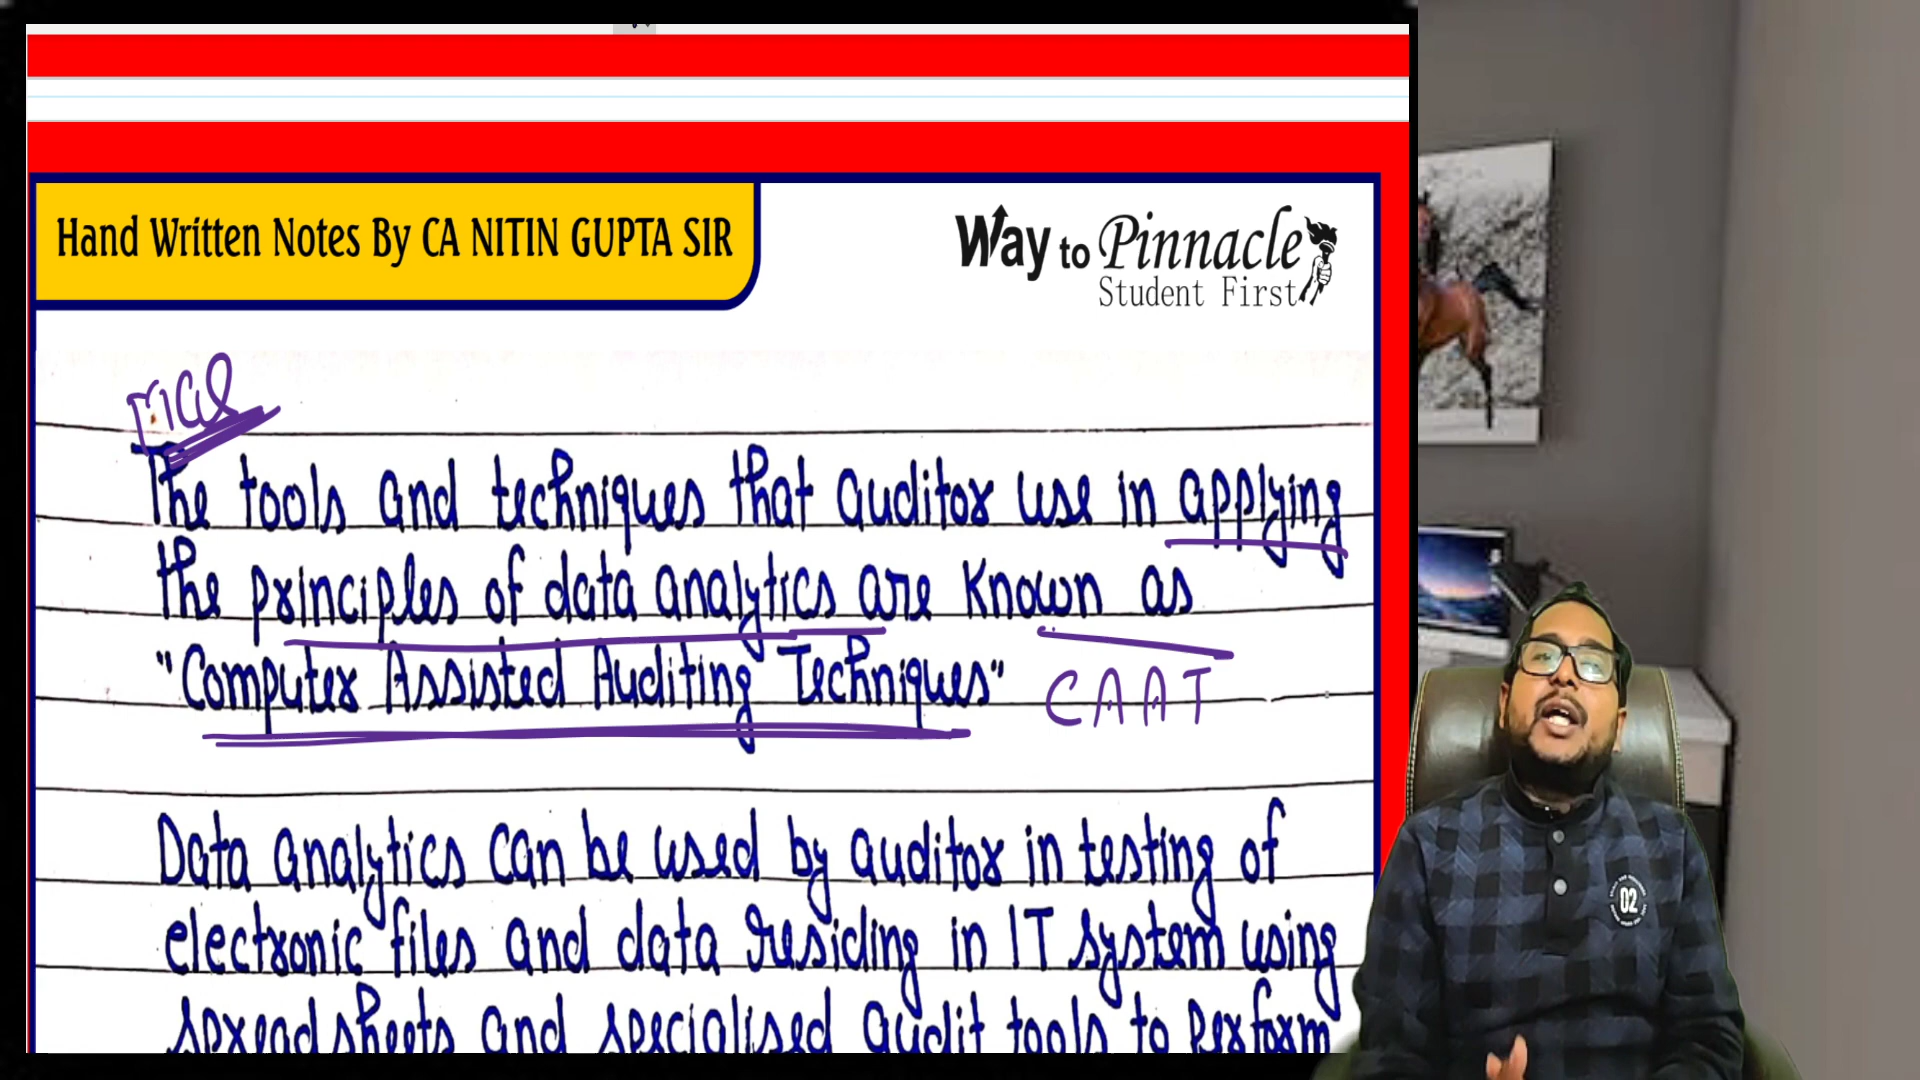 Hand Written Notes By CA NITIN GUPTA SIR
Way to Pinnacle
Student First
MCQ
The tools and techniques that auditor use in applying
the principles of data analytics are known as
"Computer Assisted Auditing Techniques" CAAT
Data analytics can be used by auditor in testing of
electronic files and data residing in IT system using
spreadsheets and specialised audit tools to perform
02